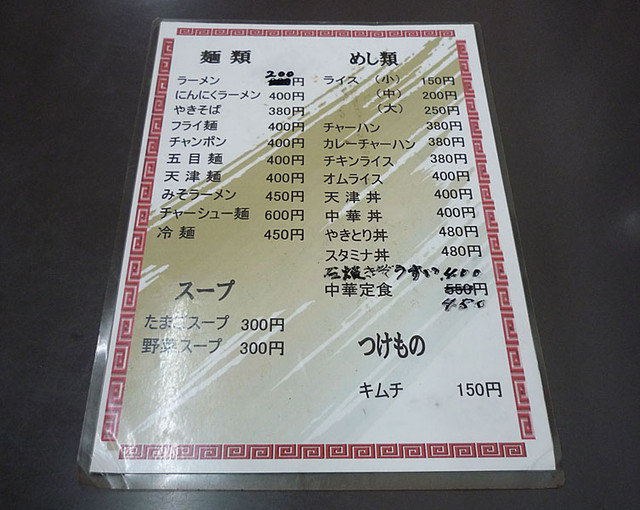 麺類
ラーメン 200円
にんにくラーメン 400円
やきそば 380円
フライ麺 400円
チャンポン 400円
五目麺 400円
天津麺 400円
みそラーメン 450円
チャーシュー麺 600円
冷麺 450円
スープ
たまごスープ 300円
野菜スープ 300円
めし類
ライス (小) 150円
(中) 200円
(大) 250円
チャーハン 380円
カレーチャーハン 380円
チキンライス 380円
オムライス 400円
天津丼 400円
中華丼 400円
やきとり丼 480円
スタミナ丼 480円
石焼 400
中華定食 550円
450
つけもの
キムチ 150円